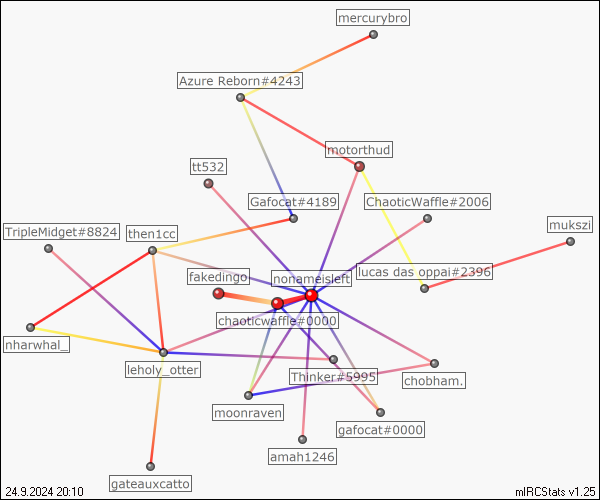 mercurybro
Azure Reborn#4243
motorthud
tt532
Gafocat#4189
ChaoticWaffle#2006
TripleMidget#8824
then1cc
mukszi
fakedingo
nonameisleft
lucas das oppai#2396
chaoticwaffle#0000
nharwhal_
leholy_otter
Thinker#5995
chobham.
moonraven
gafocat#0000
amah1246
gateauxcatto
24.9.2024 20:10
mIRCStats v1.25